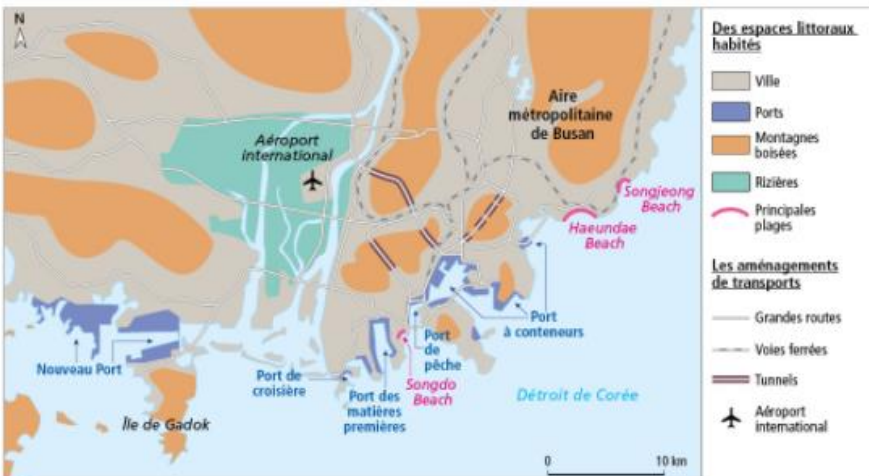 N
Aéroport
international
Aire
métropolitaine
de Busan
Songjeong
Beach
Haeundae
Beach
Port
à conteneurs
Port
de
pêche
Nouveau Port
Port de
croisière
Port des
matières
premières
Songdo
Beach
Détroit de Corée
Île de Gadok
0 10 km
Des espaces littoraux
habités
Ville
Ports
Montagnes
boisées
Rizières
Principales
plages
Les aménagements
de transports
Grandes routes
Voies ferrées
Tunnels
Aéroport
international